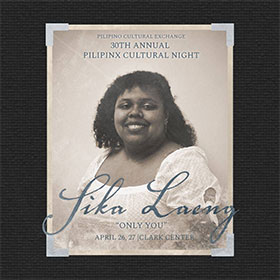 PILIPINO CULTURAL EXCHANGE
30TH ANNUAL
PILIPINX CULTURAL NIGHT
Sika Laeng
"ONLY YOU"
APRIL 26, 27 |CLARK CENTER